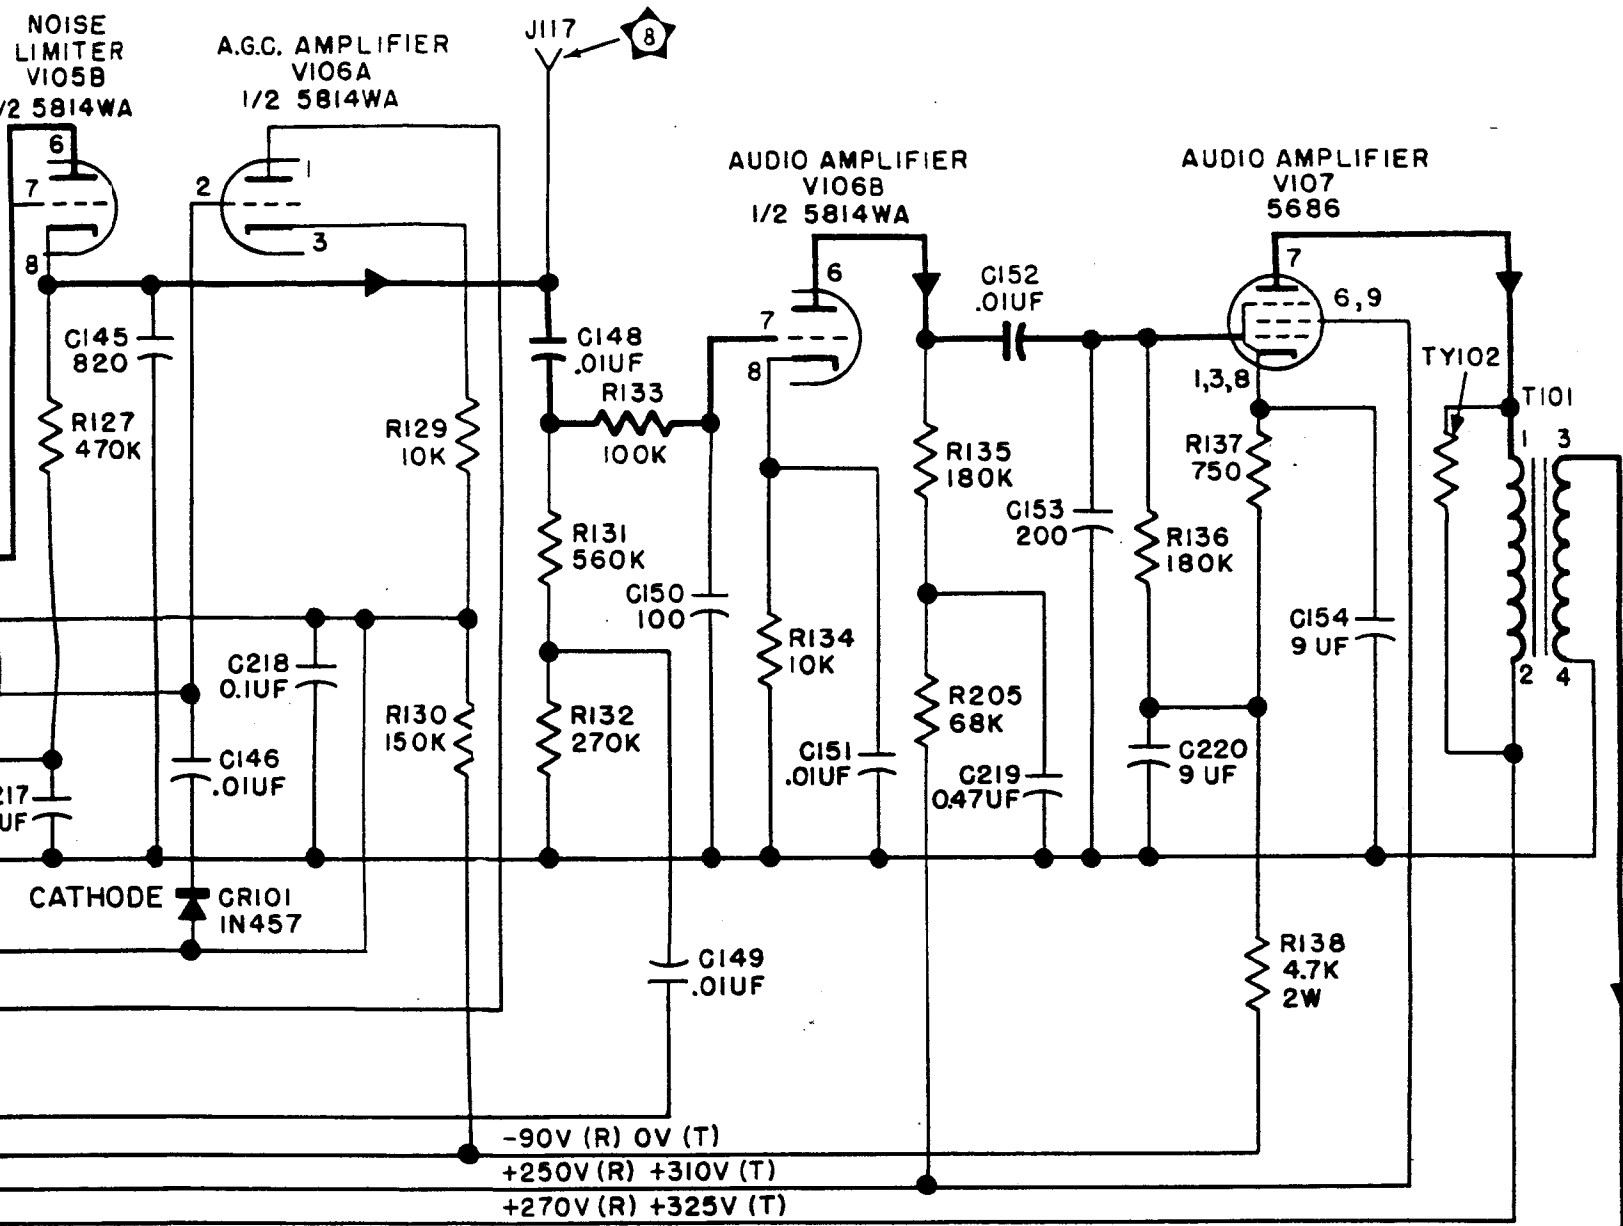 NOISE
LIMITER
V105B
1/2 5814WA
6
7
8
A.G.C. AMPLIFIER
V106A
1/2 5814WA
1
2
3
J117
8
AUDIO AMPLIFIER
V106B
1/2 5814WA
6
7
8
AUDIO AMPLIFIER
V107
5686
7
6,9
1,3,8
C145
820
C148
.01UF
C152
.01UF
TY102
T101
1 3
2 4
R127
470K
R129
10K
R133
100K
R135
180K
R137
750
R131
560K
C153
200
R136
180K
C150
100
R134
10K
C154
9 UF
C218
0.1UF
R130
150K
R132
270K
R205
68K
C146
.01UF
C151
.01UF
C219
0.47UF
C220
9 UF
217
UF
CATHODE
CR101
1N457
C149
.01UF
R138
4.7K
2W
-90V (R) 0V (T)
+250V (R) +310V (T)
+270V (R) +325V (T)